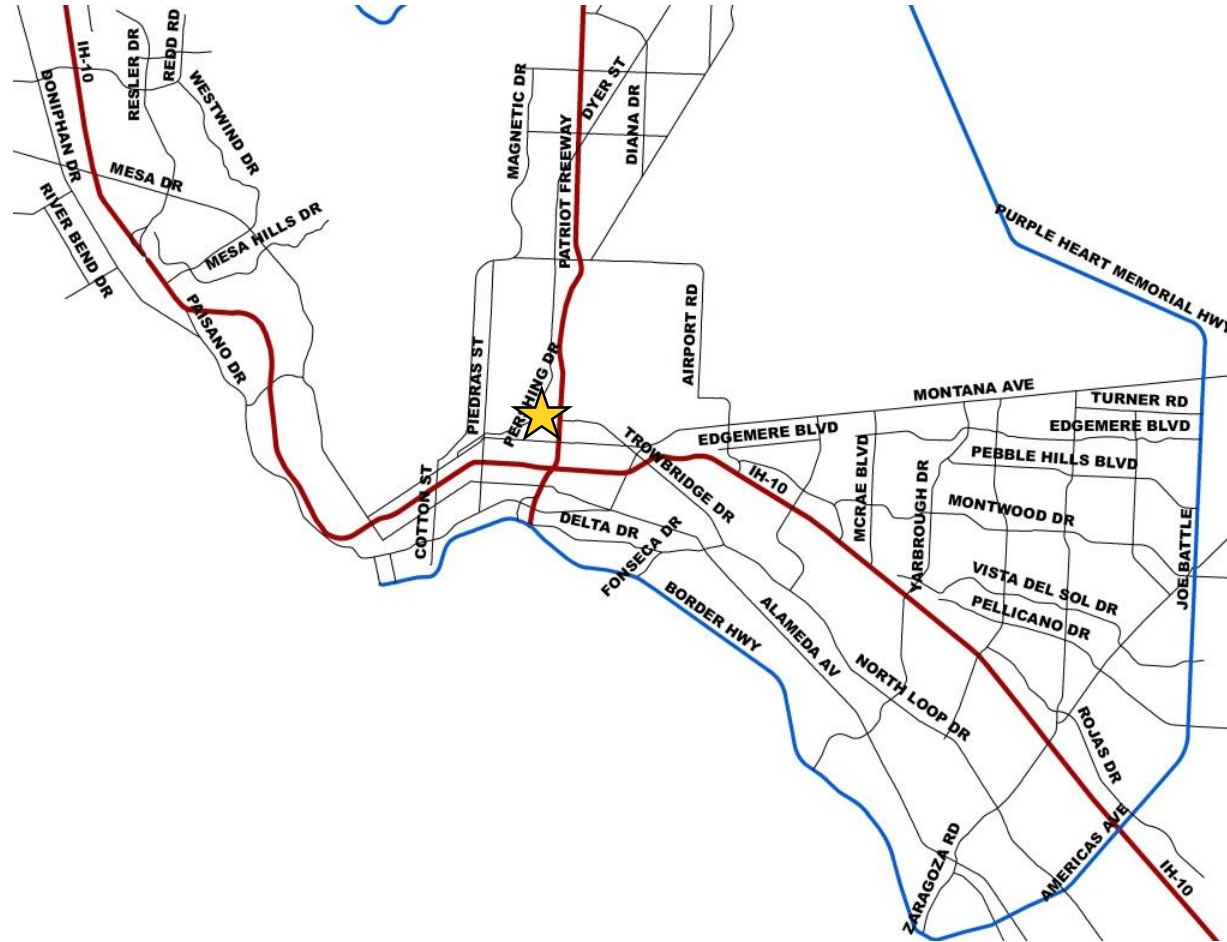 IH-10
RESLER DR
REDD RD
DONIPHAN DR
WESTWIND DR
MESA DR
RIVER BEND DR
MESA HILLS DR
PAISANO DR
MAGNETIC DR
PATRIOT FREEWAY
DYER ST
DIANA DR
PURPLE HEART MEMORIAL HWY
AIRPORT RD
PIEDRAS ST
PERSHING DR
MONTANA AVE
TURNER RD
EDGEMERE BLVD
EDGEMERE BLVD
TROWBRIDGE DR
IH-10
MCRAE BLVD
YARBROUGH DR
PEBBLE HILLS BLVD
MONTWOOD DR
COTTON ST
DELTA DR
FONSECA DR
JOE BATTLE
VISTA DEL SOL DR
PELLICANO DR
BORDER HWY
ALAMEDA AV
NORTH LOOP DR
ROJAS DR
ZARAGOZA RD
AMERICAS AVE
IH-10